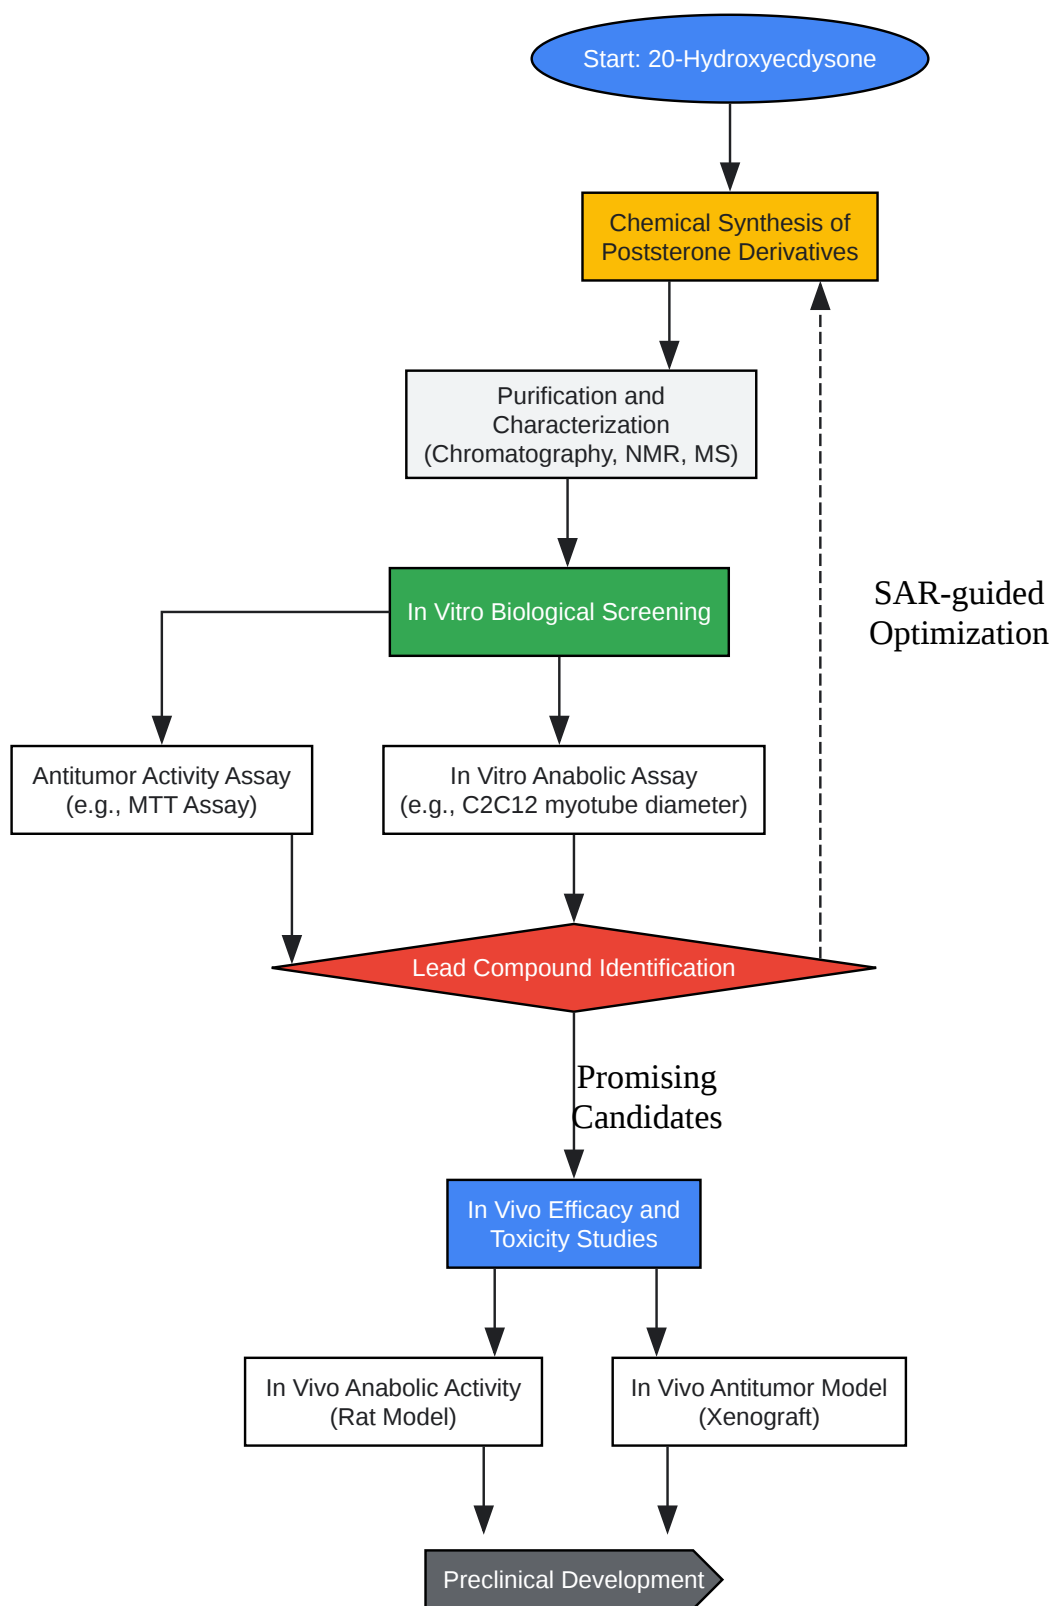 Start: 20-Hydroxyecdysone
Chemical Synthesis of
Poststerone Derivatives
Purification and
Characterization
(Chromatography, NMR, MS)
In Vitro Biological Screening
SAR-guided
Optimization
Antitumor Activity Assay
(e.g., MTT Assay)
In Vitro Anabolic Assay
(e.g., C2C12 myotube diameter)
Lead Compound Identification
Promising
Candidates
In Vivo Efficacy and
Toxicity Studies
In Vivo Anabolic Activity
(Rat Model)
In Vivo Antitumor Model
(Xenograft)
Preclinical Development